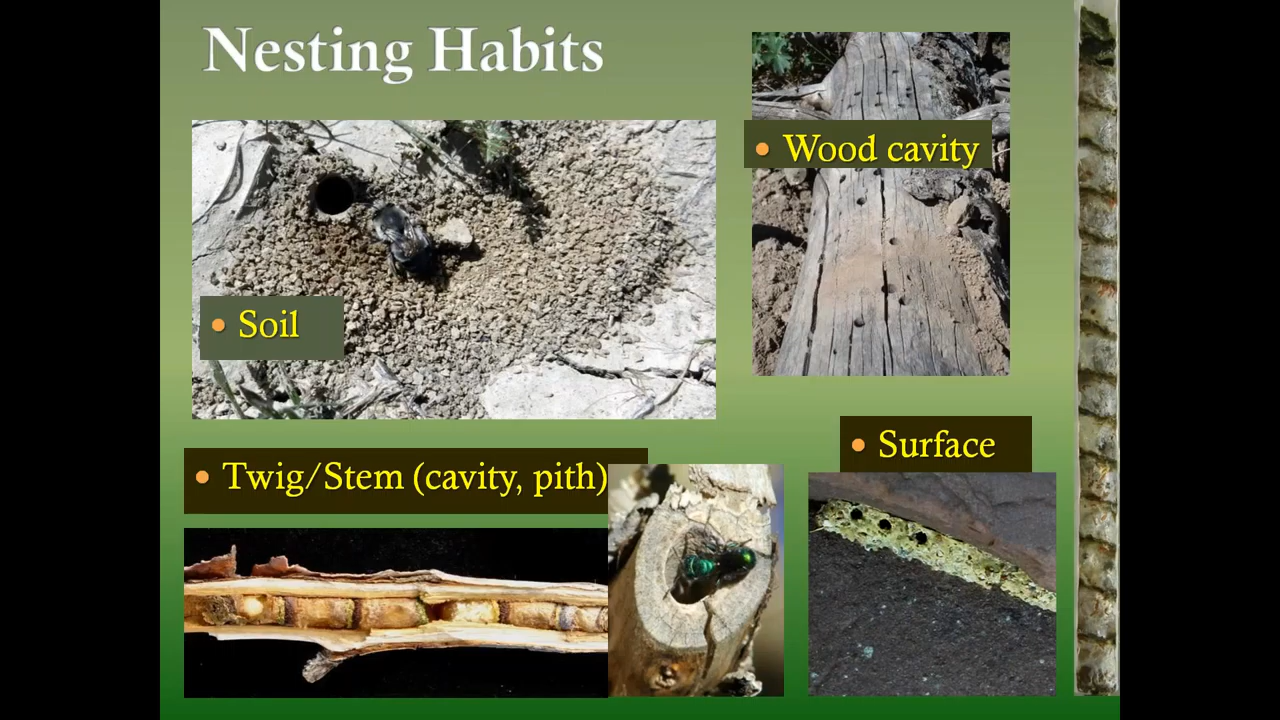 Nesting Habits
• Wood cavity
• Soil
• Surface
• Twig/Stem (cavity, pith)